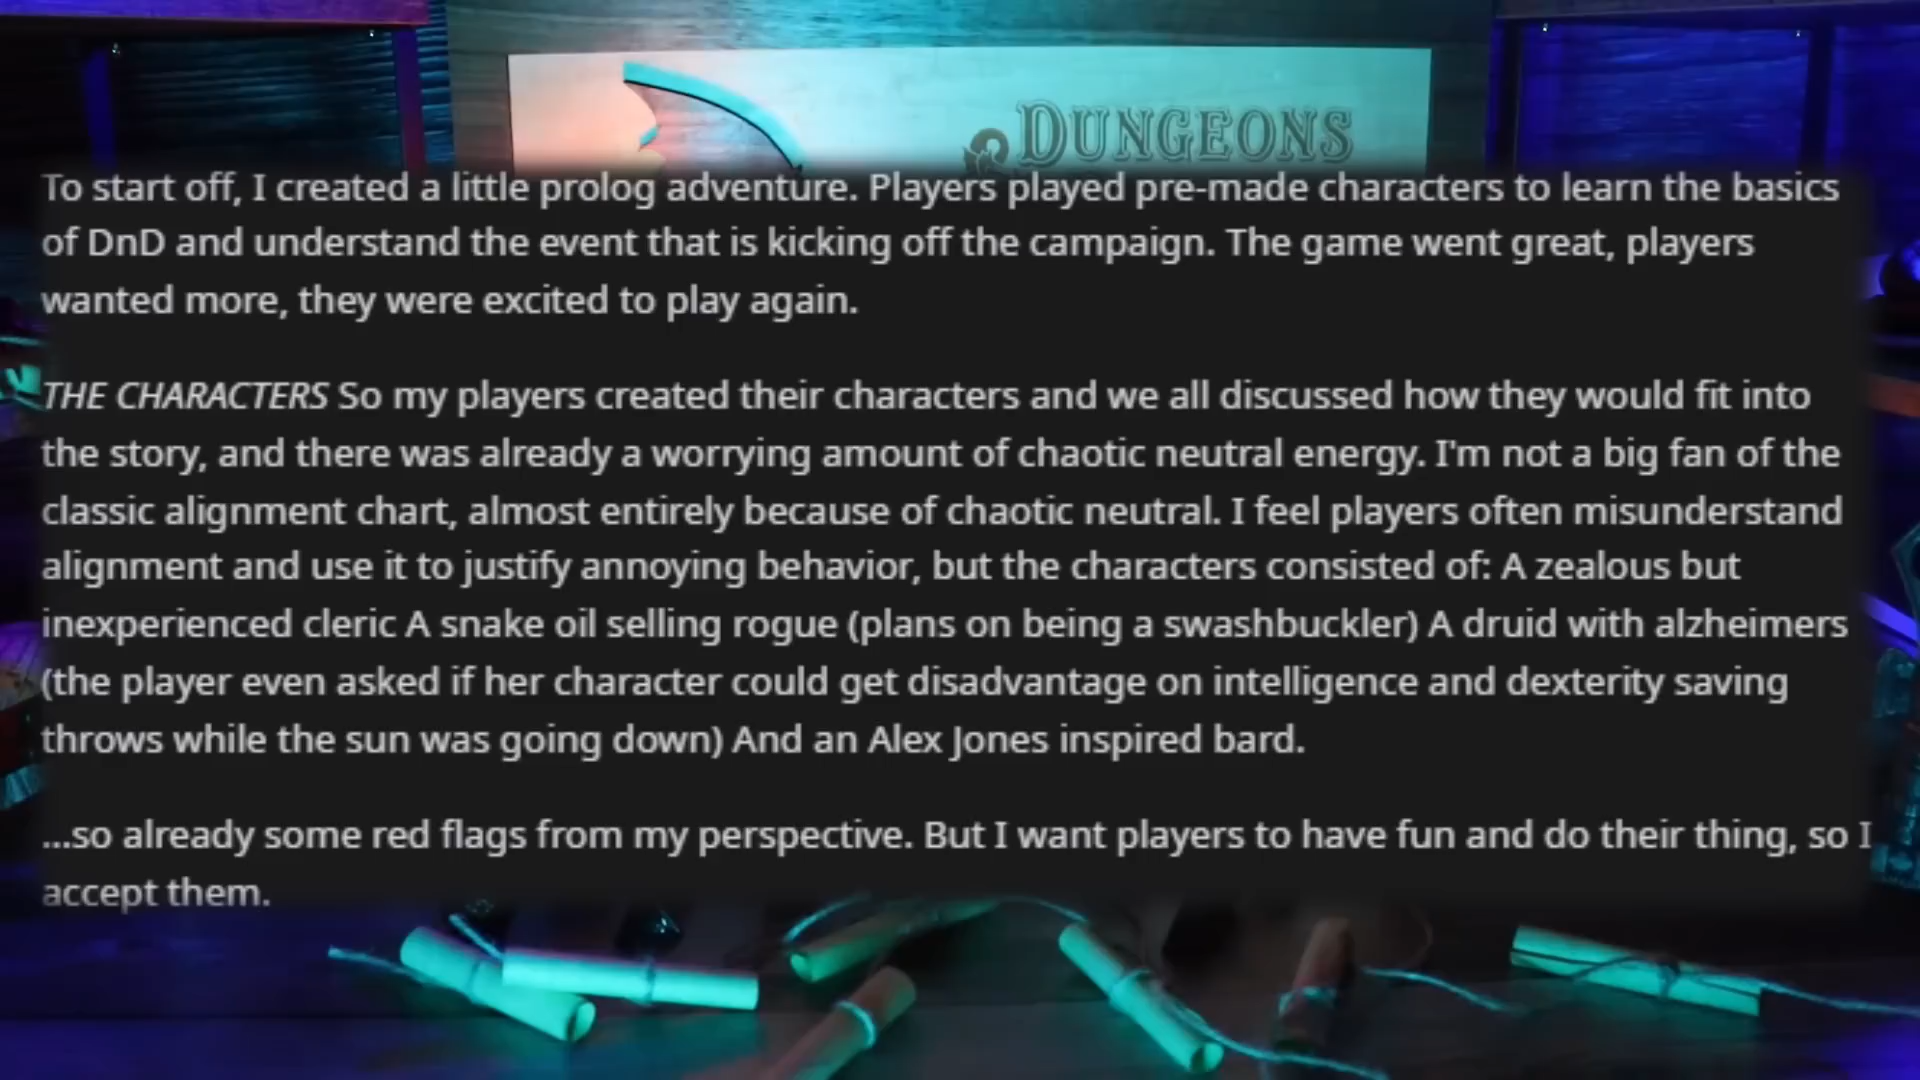 DUNGEONS
&
To start off, I created a little prolog adventure. Players played pre-made characters to learn the basics
of DnD and understand the event that is kicking off the campaign. The game went great, players
wanted more, they were excited to play again.
THE CHARACTERS So my players created their characters and we all discussed how they would fit into
the story, and there was already a worrying amount of chaotic neutral energy. I'm not a big fan of the
classic alignment chart, almost entirely because of chaotic neutral. I feel players often misunderstand
alignment and use it to justify annoying behavior, but the characters consisted of: A zealous but
inexperienced cleric A snake oil selling rogue (plans on being a swashbuckler) A druid with alzheimers
(the player even asked if her character could get disadvantage on intelligence and dexterity saving
throws while the sun was going down) And an Alex Jones inspired bard.
...so already some red flags from my perspective. But I want players to have fun and do their thing, so I
accept them.